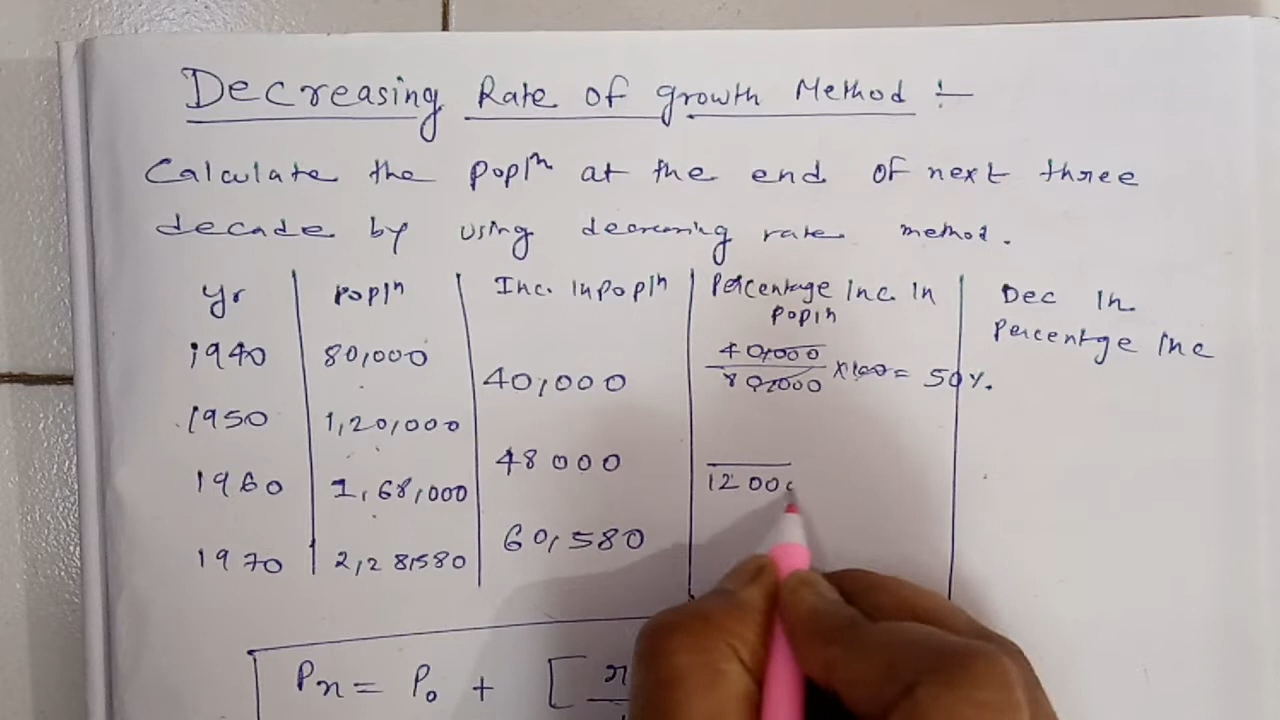 Decreasing Rate of growth Method :-
Calculate the popln at the end of next three
decade by using decreasing rate method.
Yr popln Inc. In popln Percentage Inc. In popln Dec In Percentage Inc
1940 80,000
40,000 40,000/80,000 × 100 = 50%.
1950 1,20,000
48000
12000
1960 1,68,000
60,580
1970 2,28,580
Pn = P0 + [